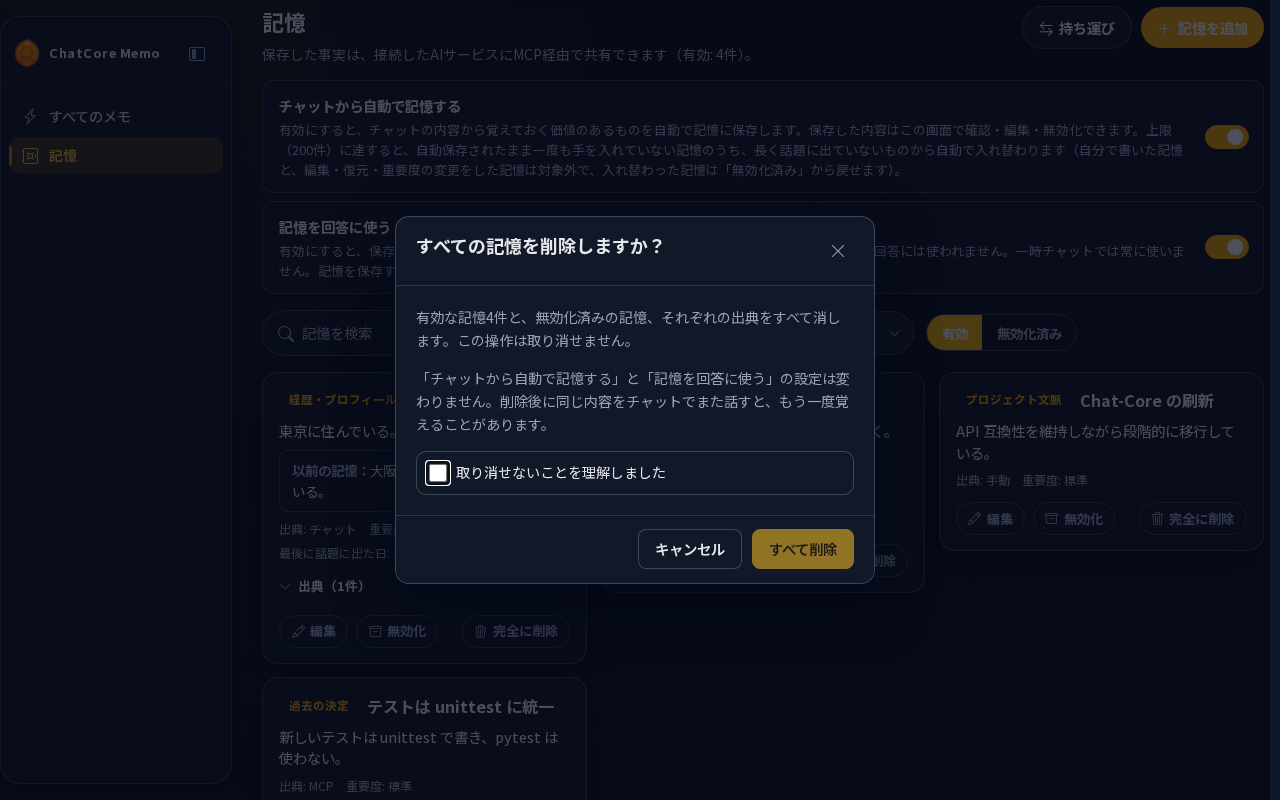 ChatCore Memo
すべてのメモ
記憶
記憶
保存した事実は、接続したAIサービスにMCP経由で共有できます（有効: 4件）。
持ち運び
記憶を追加
チャットから自動で記憶する
有効にすると、チャットの内容から覚えておく価値のあるものを自動で記憶に保存します。保存した内容はこの画面で確認・編集・無効化できます。上限
（200件）に達すると、自動保存されたまま一度も手を入れていない記憶のうち、長く話題に出ていないものから自動で入れ替わります（自分で書いた記憶
と、編集・復元・重要度の変更をした記憶は対象外で、入れ替わった記憶は「無効化済み」から戻せます）。
記憶を回答に使う
有効にすると、保存
回答には使われません。一時チャットでは常に使いま
せん。記憶を保存す
記憶を検索
有効
無効化済み
すべての記憶を削除しますか？
有効な記憶4件と、無効化済みの記憶、それぞれの出典をすべて消し
ます。この操作は取り消せません。
「チャットから自動で記憶する」と「記憶を回答に使う」の設定は変
わりません。削除後に同じ内容をチャットでまた話すと、もう一度覚
えることがあります。
取り消せないことを理解しました
キャンセル
すべて削除
経歴・プロフィール
東京に住んでいる。
以前の記憶：大阪
いる。
出典: チャット 重要
最後に話題に出た日:
出典（1件）
編集
無効化
完全に削除
く。
削除
プロジェクト文脈
Chat-Core の刷新
API 互換性を維持しながら段階的に移行して
いる。
出典: 手動 重要度: 標準
編集
無効化
完全に削除
過去の決定
テストは unittest に統一
新しいテストは unittest で書き、pytest は
使わない。
出典: MCP 重要度: 標準